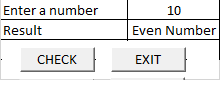 Enter a number 10
Result Even Number
CHECK EXIT